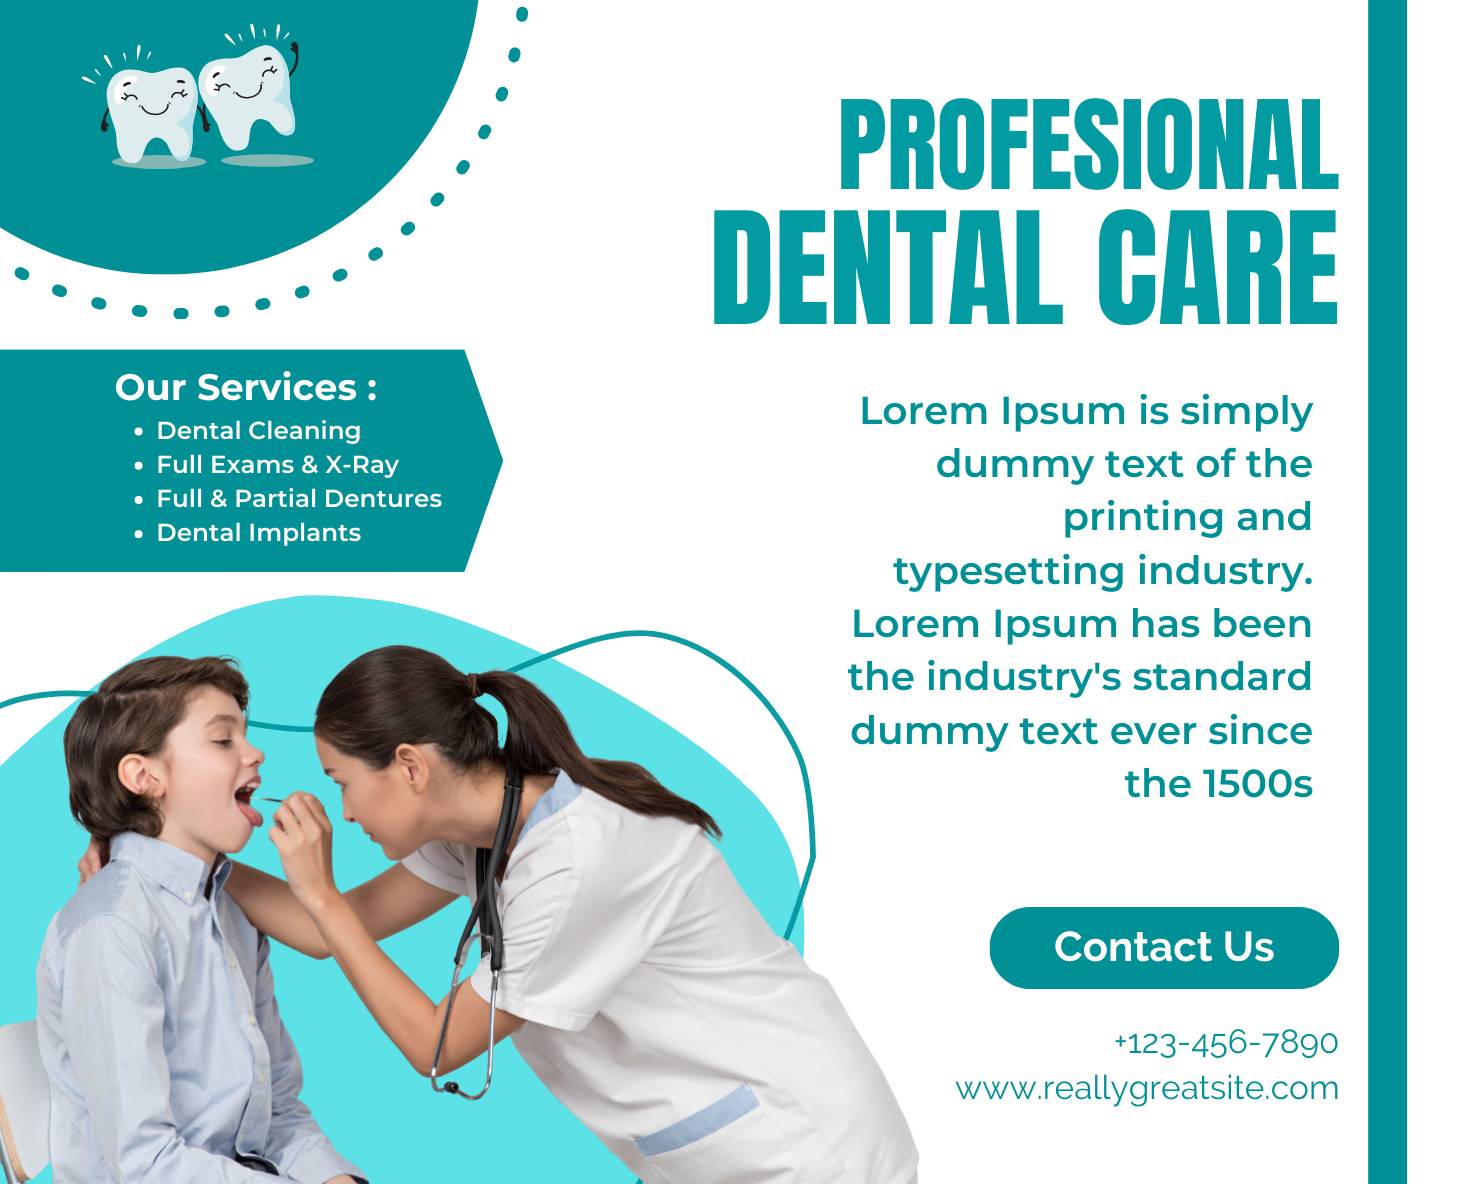 PROFESIONAL
DENTAL CARE
Our Services :
• Dental Cleaning
• Full Exams & X-Ray
• Full & Partial Dentures
• Dental Implants
Lorem Ipsum is simply
dummy text of the
printing and
typesetting industry.
Lorem Ipsum has been
the industry's standard
dummy text ever since
the 1500s
Contact Us
+123-456-7890
www.reallygreatsite.com